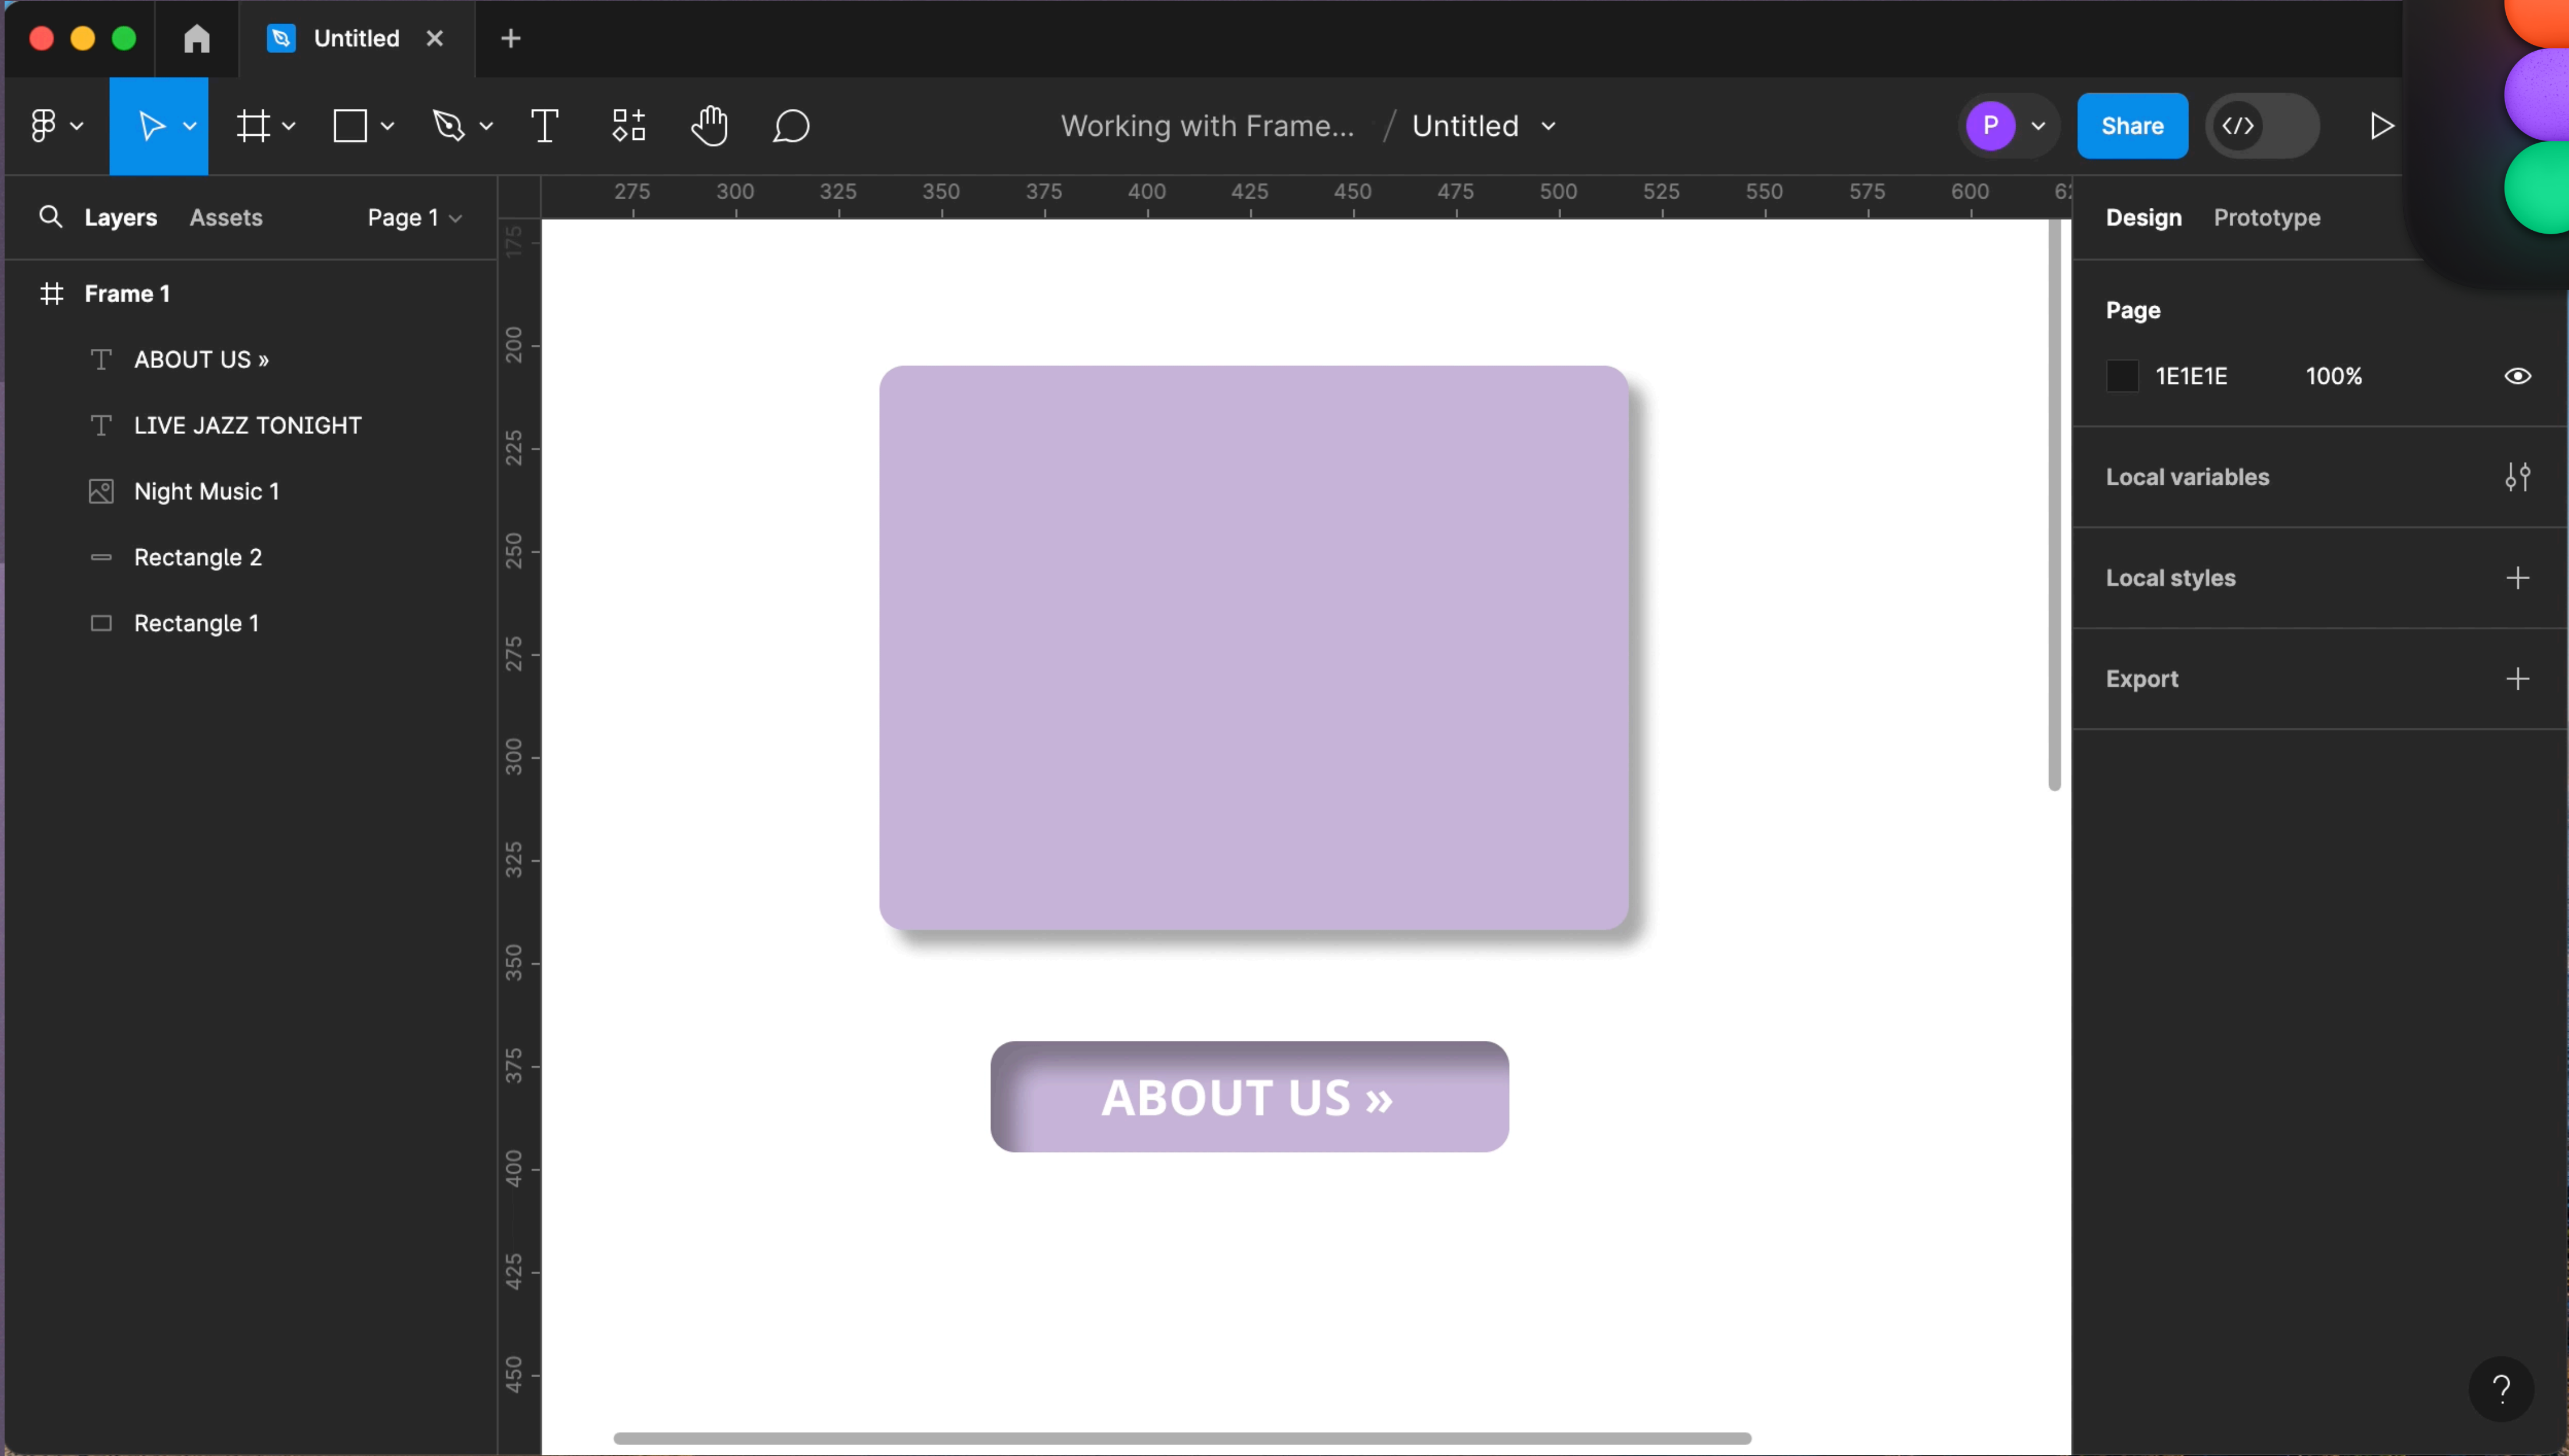 Untitled
Working with Frame... / Untitled
P
Share
Layers Assets Page 1
Frame 1
ABOUT US »
LIVE JAZZ TONIGHT
Night Music 1
Rectangle 2
Rectangle 1
275 300 325 350 375 400 425 450 475 500 525 550 575 600
175
200
225
250
275
300
325
350
375
400
425
450
ABOUT US »
Design Prototype
Page
1E1E1E 100%
Local variables
Local styles
Export
?